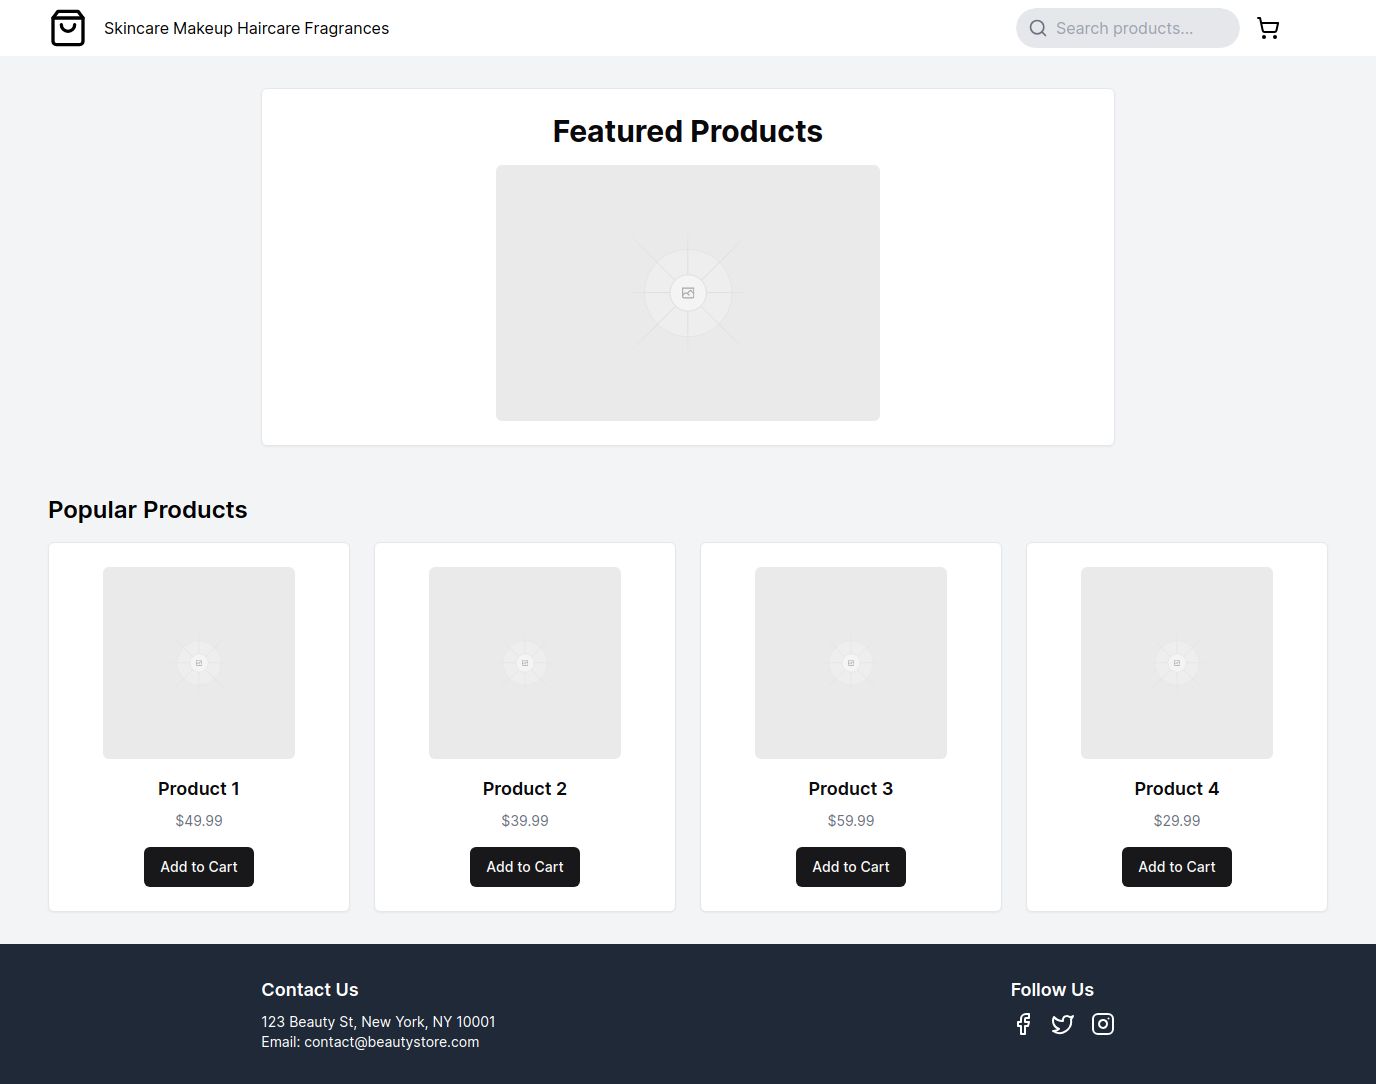 Skincare Makeup Haircare Fragrances
Search products...
Featured Products
Popular Products
Product 1
$49.99
Add to Cart
Product 2
$39.99
Add to Cart
Product 3
$59.99
Add to Cart
Product 4
$29.99
Add to Cart
Contact Us
123 Beauty St, New York, NY 10001
Email: contact@beautystore.com
Follow Us